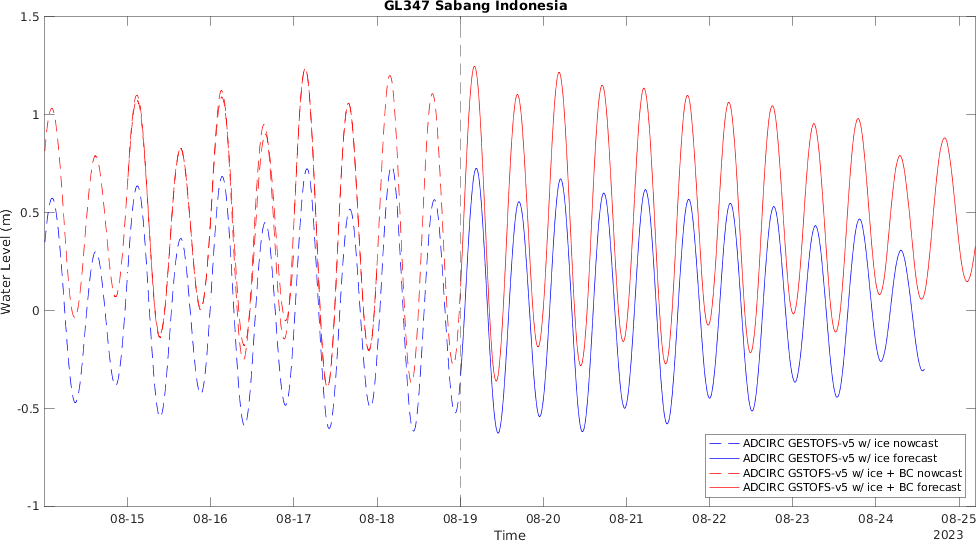 GL347 Sabang Indonesia
1.5
1
0.5
0
-0.5
-1
Water Level (m)
08-15 08-16 08-17 08-18 08-19 08-20 08-21 08-22 08-23 08-24 08-25
Time
2023
ADCIRC GESTOFS-v5 w/ ice nowcast
ADCIRC GESTOFS-v5 w/ ice forecast
ADCIRC GSTOFS-v5 w/ ice + BC nowcast
ADCIRC GSTOFS-v5 w/ ice + BC forecast